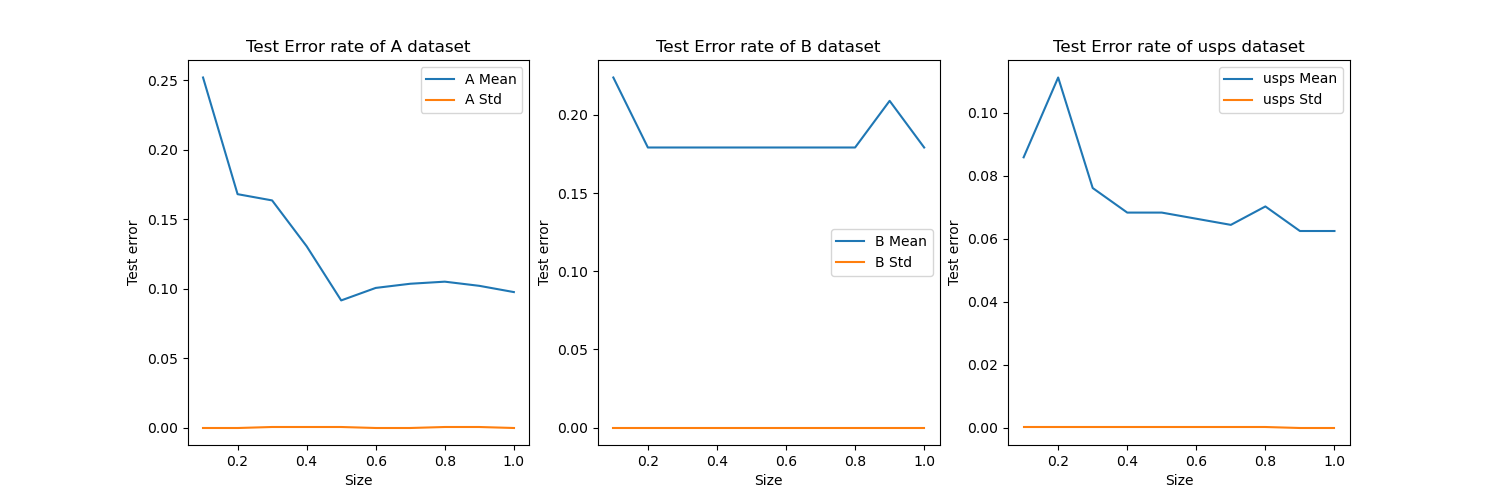 Test Error rate of A dataset
A Mean
A Std
0.25
0.20
0.15
0.10
0.05
0.00
Test error
0.2 0.4 0.6 0.8 1.0
Size
Test Error rate of B dataset
0.20
0.15
0.10
0.05
0.00
Test error
B Mean
B Std
0.2 0.4 0.6 0.8 1.0
Size
Test Error rate of usps dataset
usps Mean
usps Std
0.10
0.08
0.06
0.04
0.02
0.00
Test error
0.2 0.4 0.6 0.8 1.0
Size